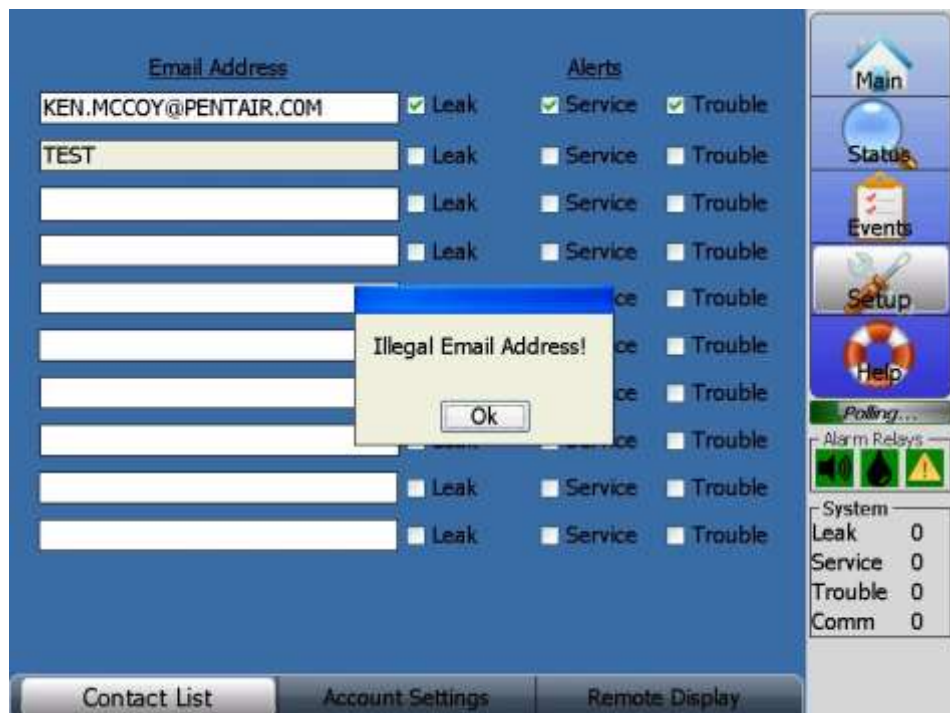 Email Address Alerts
KEN.MCCOY@PENTAIR.COM Leak Service Trouble
TEST Leak Service Trouble
Leak Service Trouble
Leak Service Trouble
ce Trouble
Illegal Email Address! ce Trouble
ce Trouble
Ok
Trouble
Leak Service Trouble
Leak Service Trouble
Contact List Account Settings Remote Display
Main
Status
Events
Setup
Help
Polling...
Alarm Relays
System
Leak 0
Service 0
Trouble 0
Comm 0